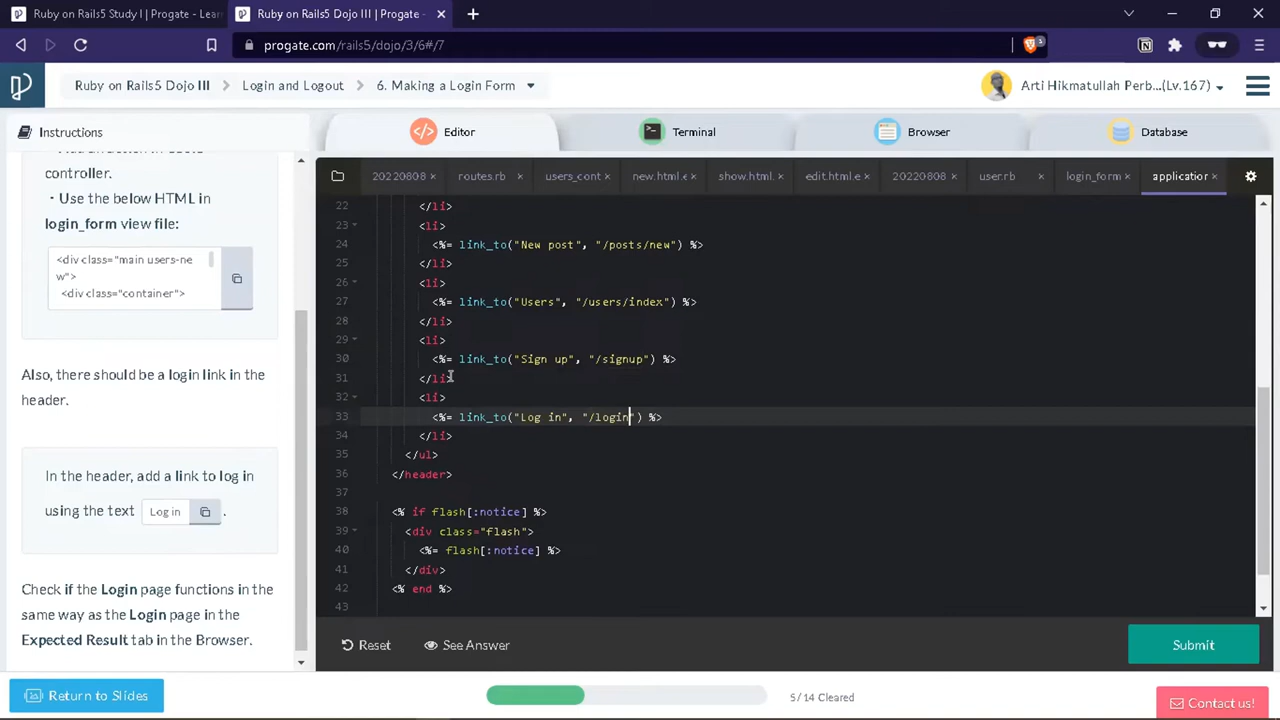 Ruby on Rails5 Study I | Progate - Lea
Ruby on Rails5 Dojo III | Progate -
progate.com/rails5/dojo/3/6#/7
Ruby on Rails5 Dojo III
Login and Logout
6. Making a Login Form
Arti Hikmatullah Perb...(Lv.167)
Instructions
Editor
Terminal
Browser
Database
20220808
routes.rb
users_cont
new.html.e
show.html.
edit.html.e
20220808
user.rb
login_form
application
controller.
・Use the below HTML in
login_form view file:
<div class="main users-ne
w">
<div class="container">
Also, there should be a login link in the
header.
In the header, add a link to log in
using the text Log in .
Check if the Login page functions in the
same way as the Login page in the
Expected Result tab in the Browser.
22 </li>
23 <li>
24 <%= link_to("New post", "/posts/new") %>
25 </li>
26 <li>
27 <%= link_to("Users", "/users/index") %>
28 </li>
29 <li>
30 <%= link_to("Sign up", "/signup") %>
31 </li>
32 <li>
33 <%= link_to("Log in", "/login") %>
34 </li>
35 </ul>
36 </header>
37
38 <% if flash[:notice] %>
39 <div class="flash">
40 <%= flash[:notice] %>
41 </div>
42 <% end %>
43
Reset
See Answer
Submit
Return to Slides
5/14 Cleared
Contact us!